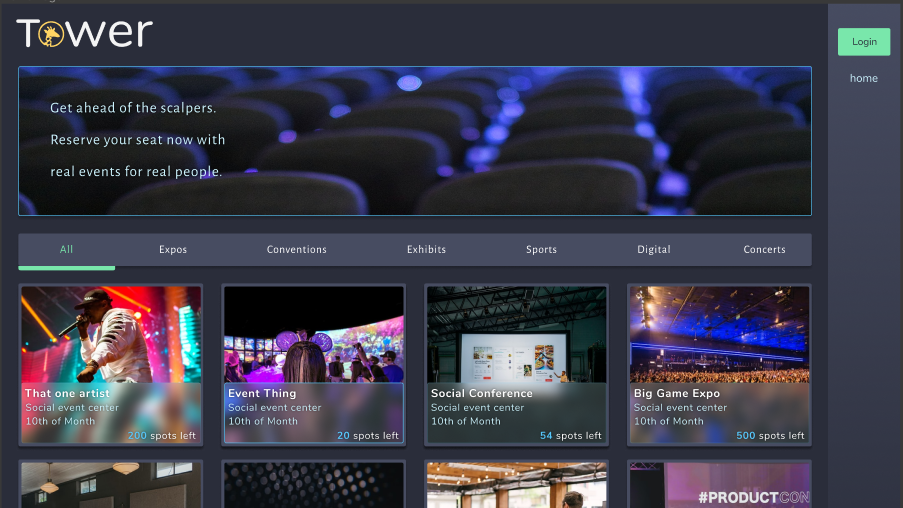 Tower
Login
home
Get ahead of the scalpers.
Reserve your seat now with
real events for real people.
All Expos Conventions Exhibits Sports Digital Concerts
That one artist
Social event center
10th of Month
200 spots left
Event Thing
Social event center
10th of Month
20 spots left
Social Conference
Social event center
10th of Month
54 spots left
Big Game Expo
Social event center
10th of Month
500 spots left
#PRODUCTCON